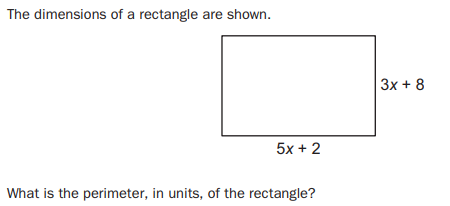 The dimensions of a rectangle are shown.
3x + 8
5x + 2
What is the perimeter, in units, of the rectangle?